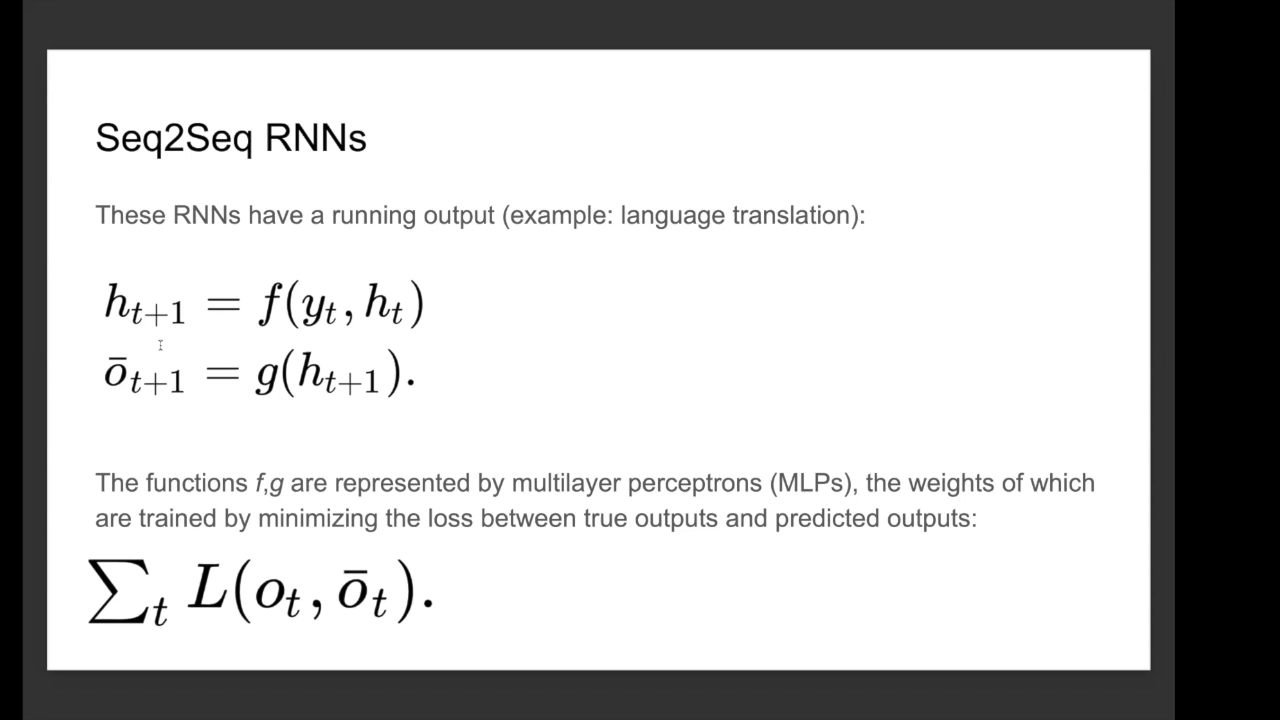 Seq2Seq RNNs
These RNNs have a running output (example: language translation):
h_{t+1} = f(y_t, h_t)
ō_{t+1} = g(h_{t+1}).
The functions f,g are represented by multilayer perceptrons (MLPs), the weights of which
are trained by minimizing the loss between true outputs and predicted outputs:
∑_t L(o_t, ō_t).